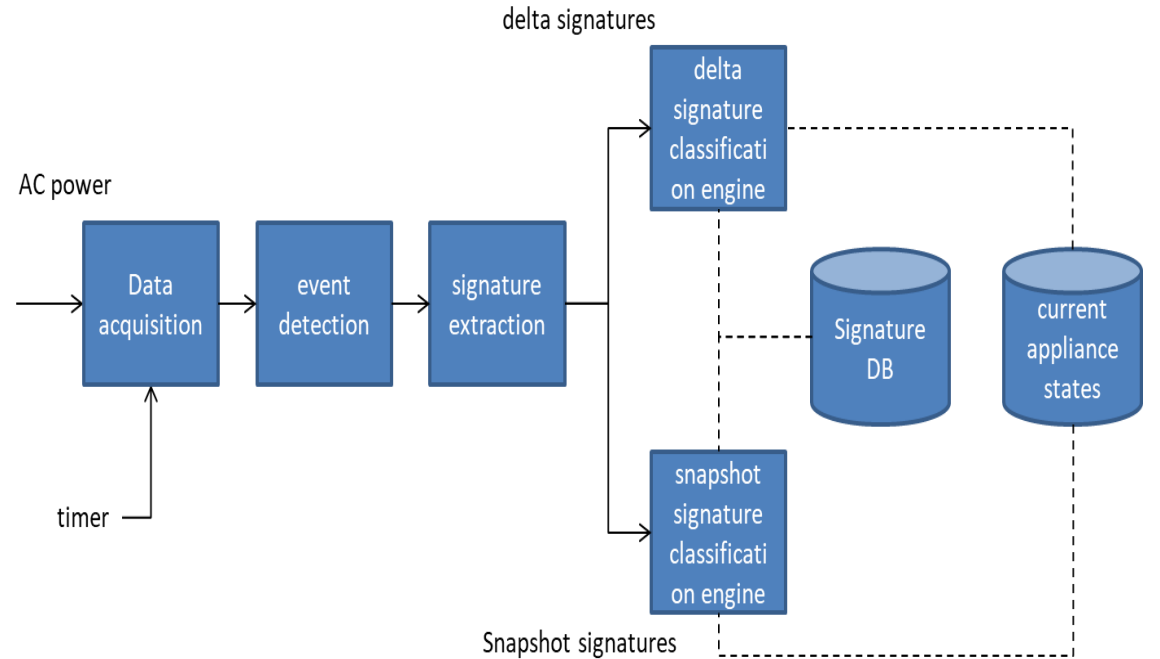 delta signatures
delta
signature
classificati
on engine
AC power
Data
acquisition
event
detection
signature
extraction
Signature
DB
current
appliance
states
timer
snapshot
signature
classificati
on engine
Snapshot signatures